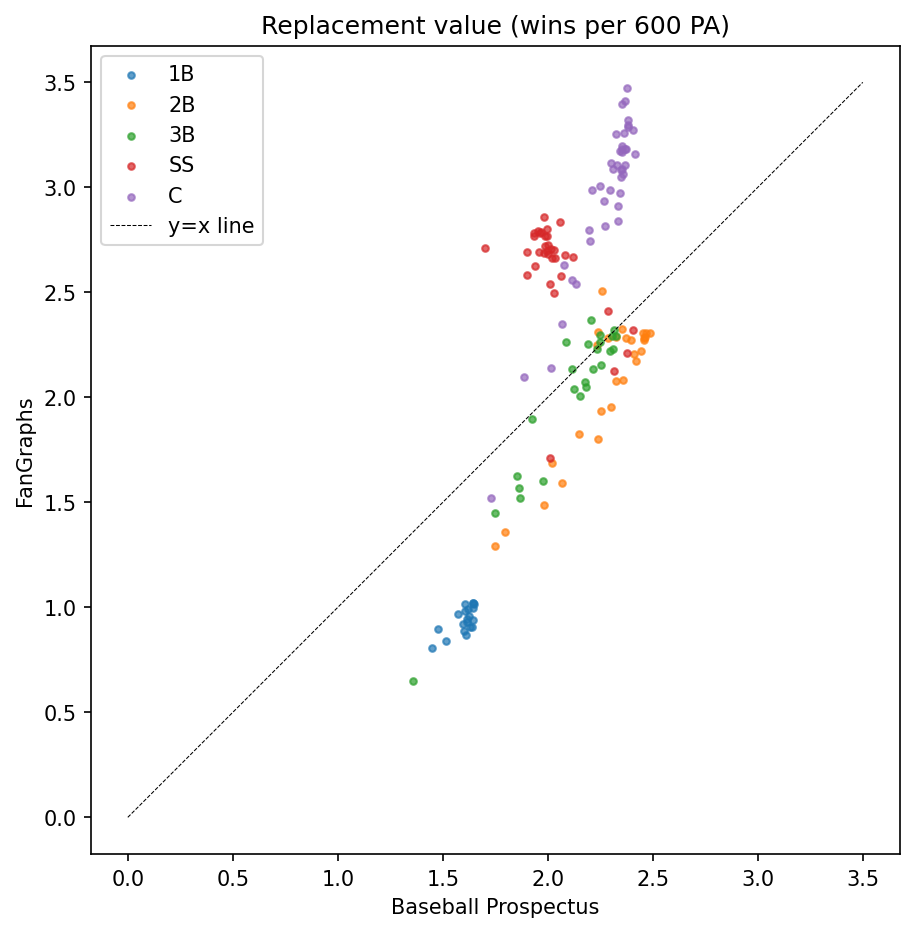 Replacement value (wins per 600 PA)
1B
2B
3B
SS
C
y=x line
FanGraphs
3.5
3.0
2.5
2.0
1.5
1.0
0.5
0.0
0.0 0.5 1.0 1.5 2.0 2.5 3.0 3.5
Baseball Prospectus